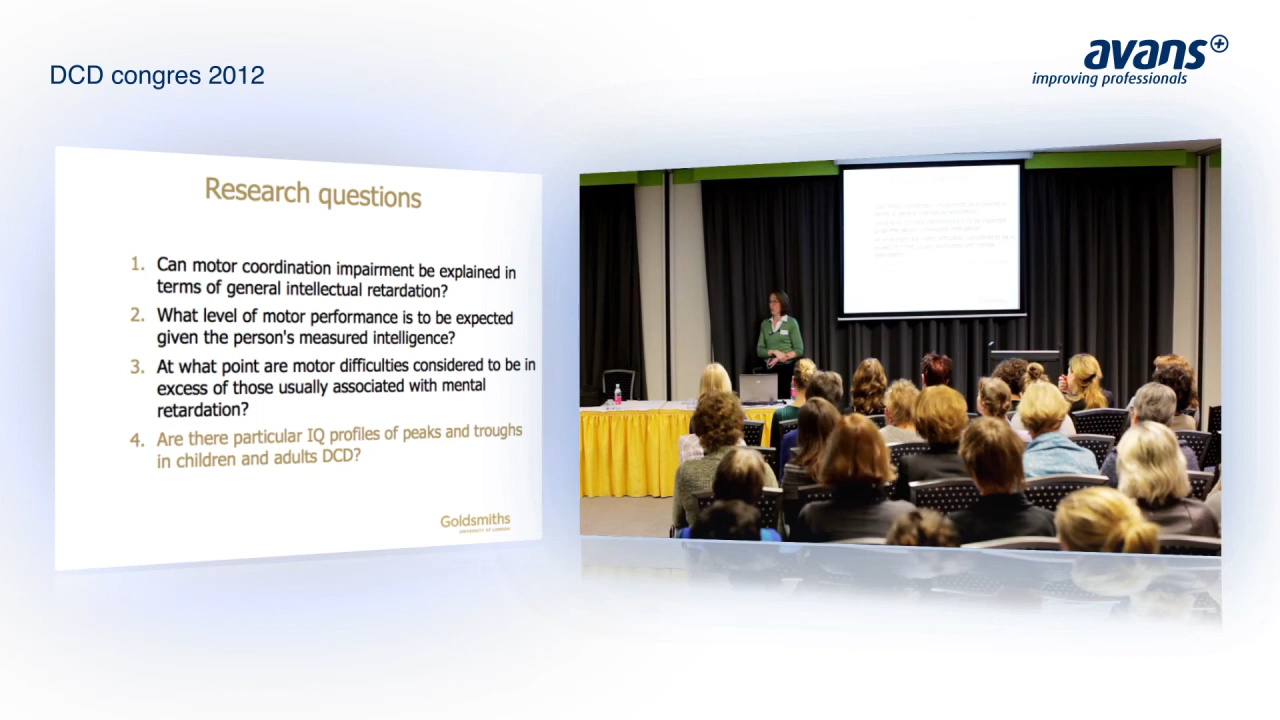 DCD congres 2012
avans+
improving professionals
Research questions
1. Can motor coordination impairment be explained in
terms of general intellectual retardation?
2. What level of motor performance is to be expected
given the person's measured intelligence?
3. At what point are motor difficulties considered to be in
excess of those usually associated with mental
retardation?
4. Are there particular IQ profiles of peaks and troughs
in children and adults DCD?
Goldsmiths
UNIVERSITY OF LONDON